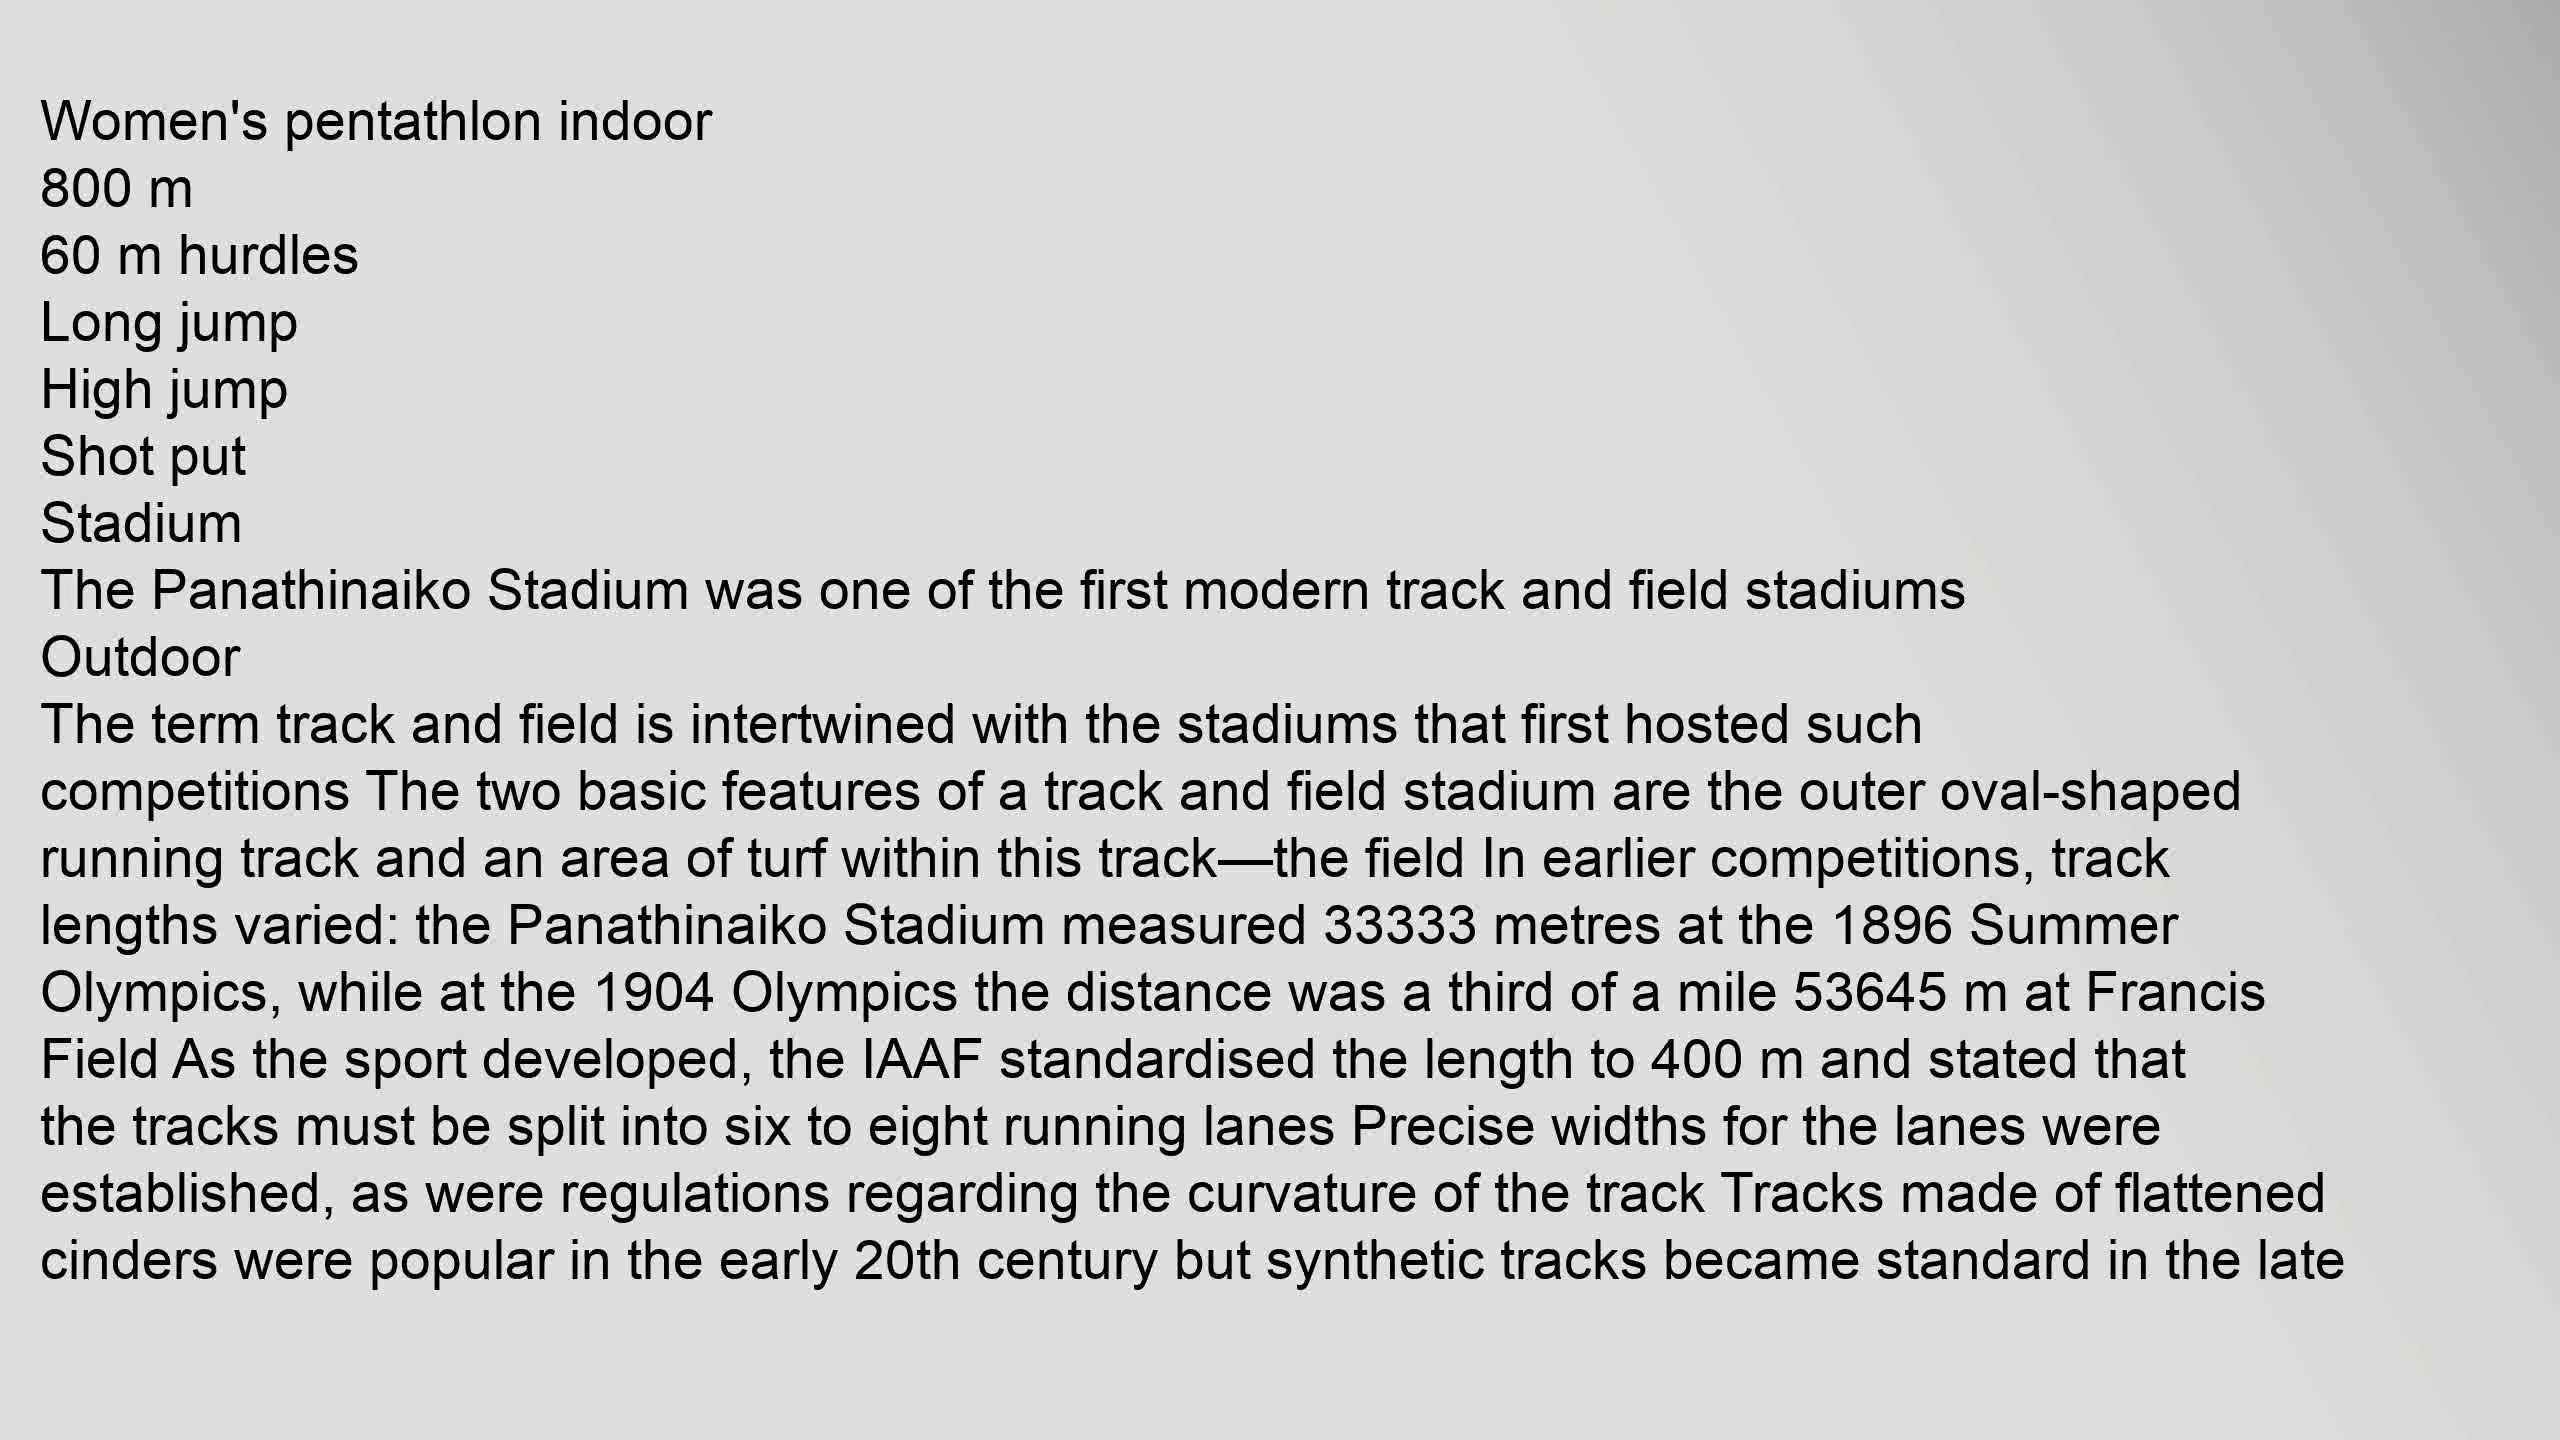 Women's pentathlon indoor
800 m
60 m hurdles
Long jump
High jump
Shot put
Stadium
The Panathinaiko Stadium was one of the first modern track and field stadiums
Outdoor
The term track and field is intertwined with the stadiums that first hosted such
competitions The two basic features of a track and field stadium are the outer oval-shaped
running track and an area of turf within this track—the field In earlier competitions, track
lengths varied: the Panathinaiko Stadium measured 33333 metres at the 1896 Summer
Olympics, while at the 1904 Olympics the distance was a third of a mile 53645 m at Francis
Field As the sport developed, the IAAF standardised the length to 400 m and stated that
the tracks must be split into six to eight running lanes Precise widths for the lanes were
established, as were regulations regarding the curvature of the track Tracks made of flattened
cinders were popular in the early 20th century but synthetic tracks became standard in the late